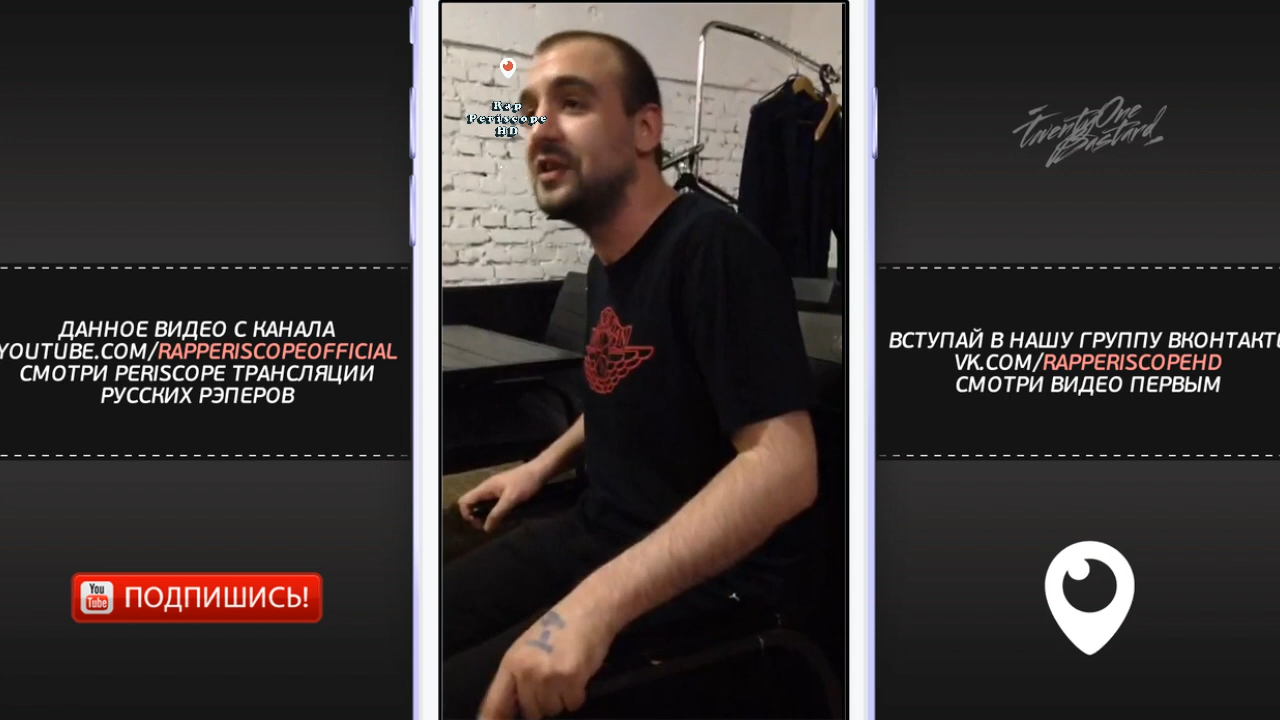 ДАННОЕ ВИДЕО С КАНАЛА
YOUTUBE.COM/RAPPERISCOPEOFFICIAL
СМОТРИ PERISCOPE ТРАНСЛЯЦИИ
РУССКИХ РЭПЕРОВ
You
Tube
ПОДПИШИСЬ!
Rap
Periscope
HD
TwentyOne
Bastard
ВСТУПАЙ В НАШУ ГРУППУ ВКОНТАКТЕ
VK.COM/RAPPERISCOPEHD
СМОТРИ ВИДЕО ПЕРВЫМ